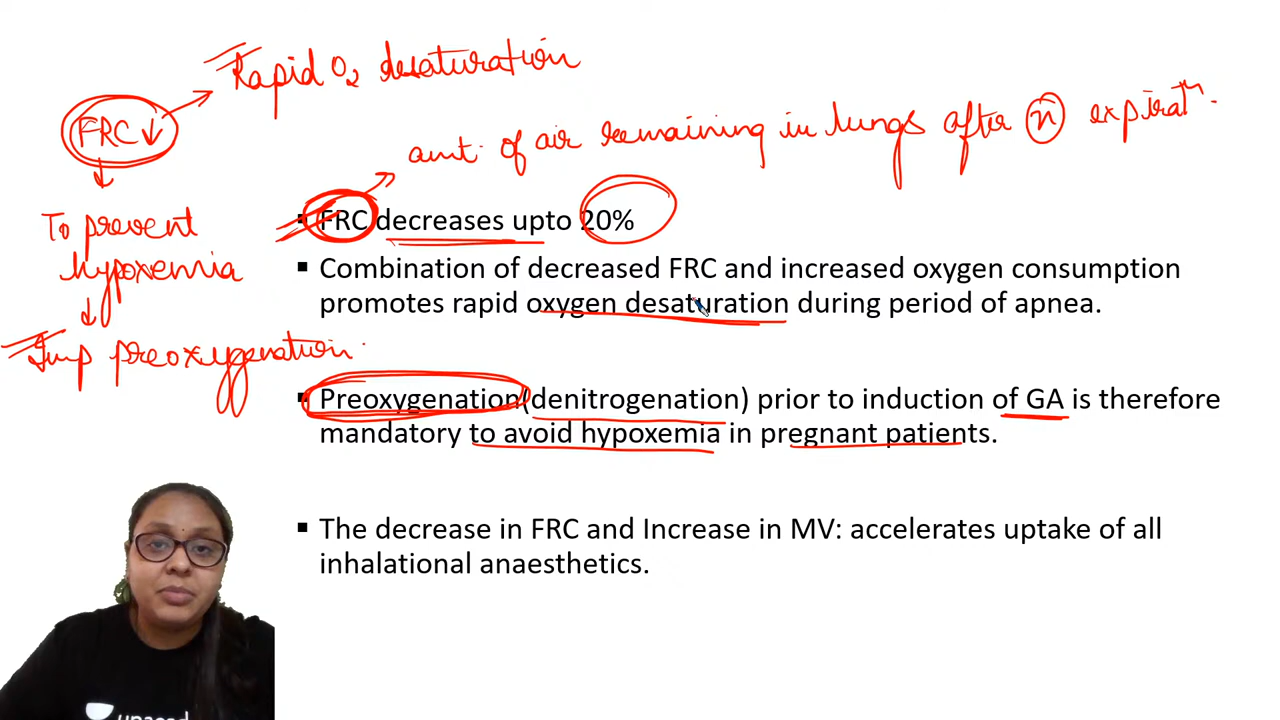 Rapid O2 desaturation
FRC ↓
amt. of air remaining in lungs after n expiratn.
To prevent
hypoxemia
↓
Imp preoxygenation
▪ FRC decreases upto 20%
▪ Combination of decreased FRC and increased oxygen consumption
promotes rapid oxygen desaturation during period of apnea.
▪ Preoxygenation(denitrogenation) prior to induction of GA is therefore
mandatory to avoid hypoxemia in pregnant patients.
▪ The decrease in FRC and Increase in MV: accelerates uptake of all
inhalational anaesthetics.